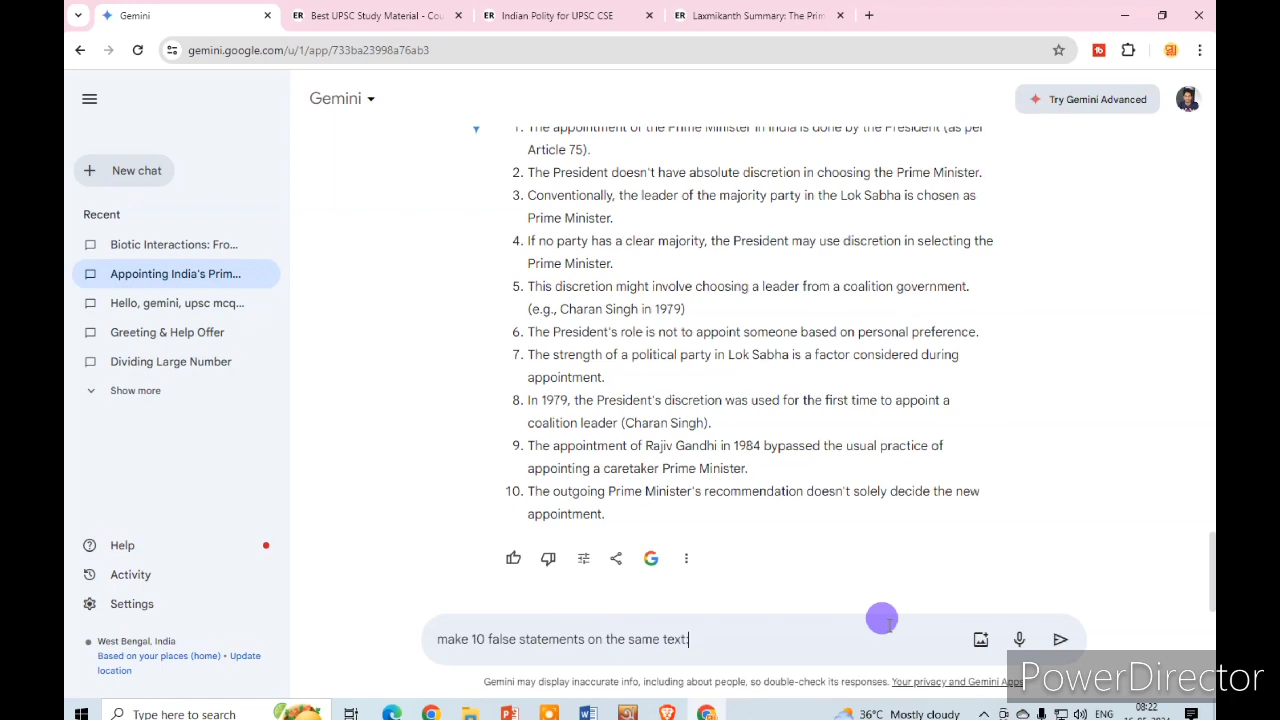 Gemini
Best UPSC Study Material - Cou
Indian Polity for UPSC CSE
Laxmikanth Summary: The Prim
gemini.google.com/u/1/app/733ba23998a76ab3
Gemini
Try Gemini Advanced
New chat
Recent
Biotic Interactions: Fro...
Appointing India's Prim...
Hello, gemini, upsc mcq...
Greeting & Help Offer
Dividing Large Number
Show more
1. The appointment of the Prime Minister in India is done by the President (as per
Article 75).
2. The President doesn't have absolute discretion in choosing the Prime Minister.
3. Conventionally, the leader of the majority party in the Lok Sabha is chosen as
Prime Minister.
4. If no party has a clear majority, the President may use discretion in selecting the
Prime Minister.
5. This discretion might involve choosing a leader from a coalition government.
(e.g., Charan Singh in 1979)
6. The President's role is not to appoint someone based on personal preference.
7. The strength of a political party in Lok Sabha is a factor considered during
appointment.
8. In 1979, the President's discretion was used for the first time to appoint a
coalition leader (Charan Singh).
9. The appointment of Rajiv Gandhi in 1984 bypassed the usual practice of
appointing a caretaker Prime Minister.
10. The outgoing Prime Minister's recommendation doesn't solely decide the new
appointment.
Help
Activity
Settings
West Bengal, India
Based on your places (home) • Update
location
make 10 false statements on the same text:
Gemini may display inaccurate info, including about people, so double-check its responses. Your privacy and Gemini Apps
PowerDirector
Type here to search
36°C Mostly cloudy
ENG
08:22